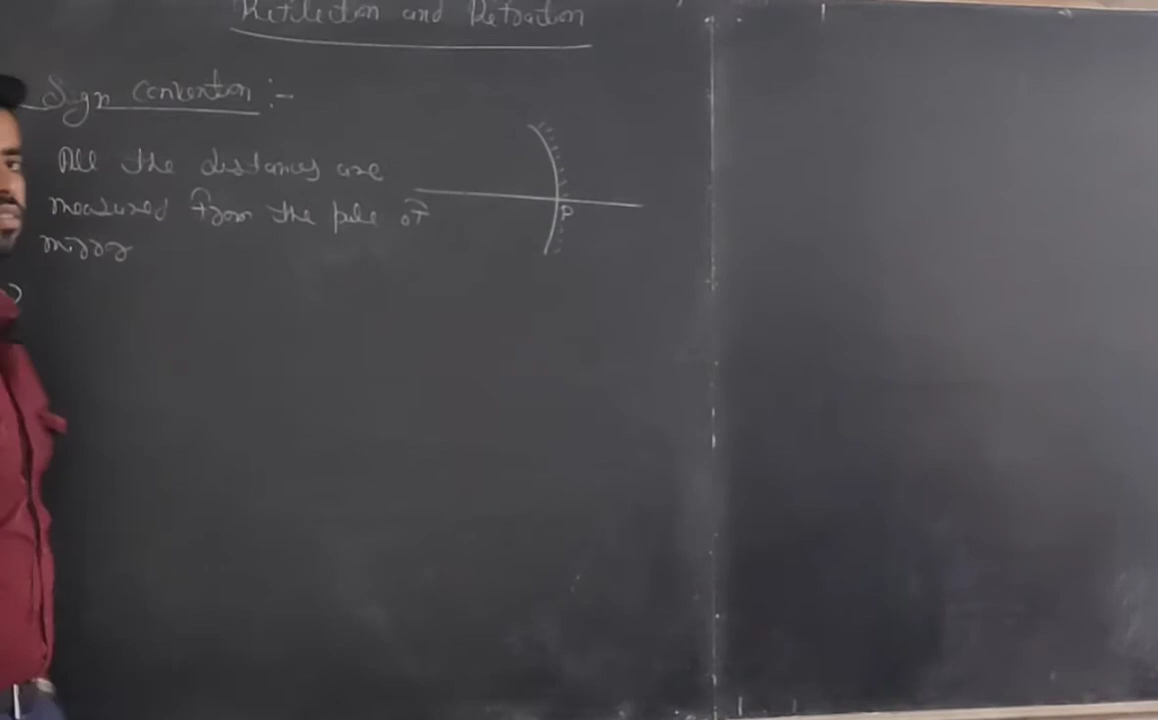 Reflection and Refraction
Sign Convention :-
All the distances are
measured from the pole of
mirror
P